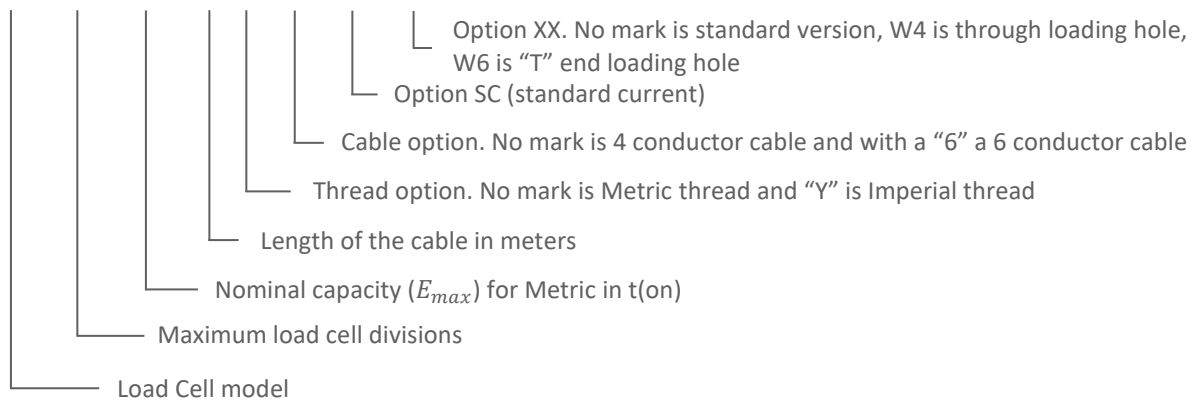 Option XX. No mark is standard version, W4 is through loading hole,
W6 is “T” end loading hole
Option SC (standard current)
Cable option. No mark is 4 conductor cable and with a “6” a 6 conductor cable
Thread option. No mark is Metric thread and “Y” is Imperial thread
Length of the cable in meters
Nominal capacity (E_max) for Metric in t(on)
Maximum load cell divisions
Load Cell model